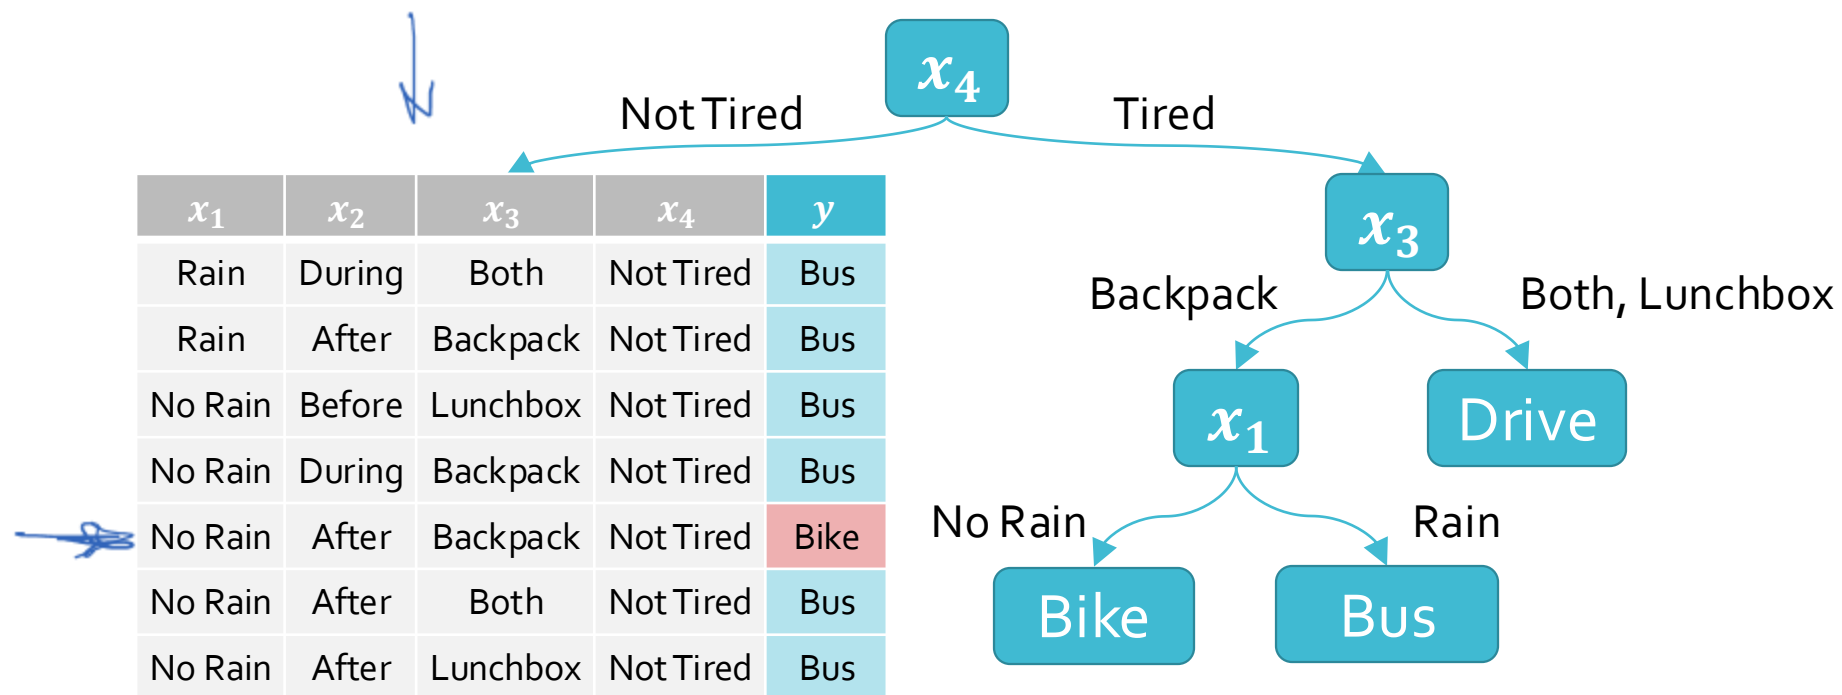 x₄
Not Tired
Tired
x₁ x₂ x₃ x₄ y
Rain During Both Not Tired Bus
Rain After Backpack Not Tired Bus
No Rain Before Lunchbox Not Tired Bus
No Rain During Backpack Not Tired Bus
No Rain After Backpack Not Tired Bike
No Rain After Both Not Tired Bus
No Rain After Lunchbox Not Tired Bus
x₃
Backpack
Both, Lunchbox
x₁
Drive
No Rain
Rain
Bike
Bus